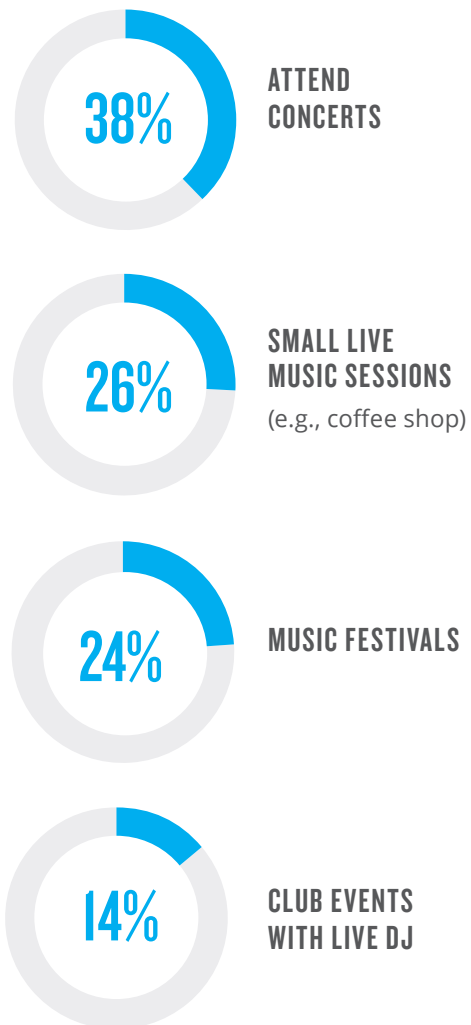 38%
ATTEND
CONCERTS
26%
SMALL LIVE
MUSIC SESSIONS
(e.g., coffee shop)
24%
MUSIC FESTIVALS
14%
CLUB EVENTS
WITH LIVE DJ